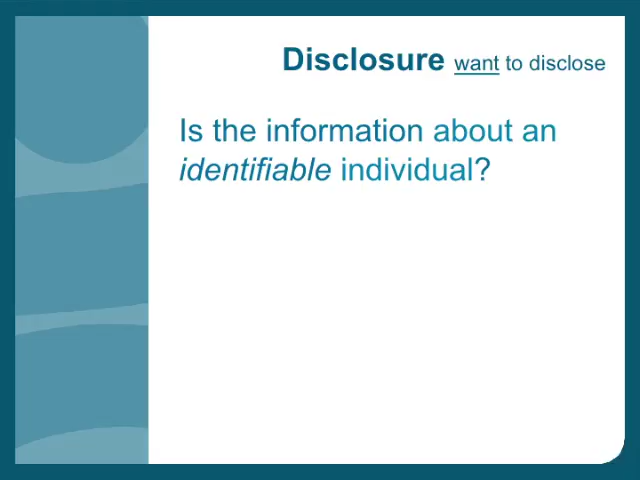 Disclosure want to disclose
Is the information about an
identifiable individual?